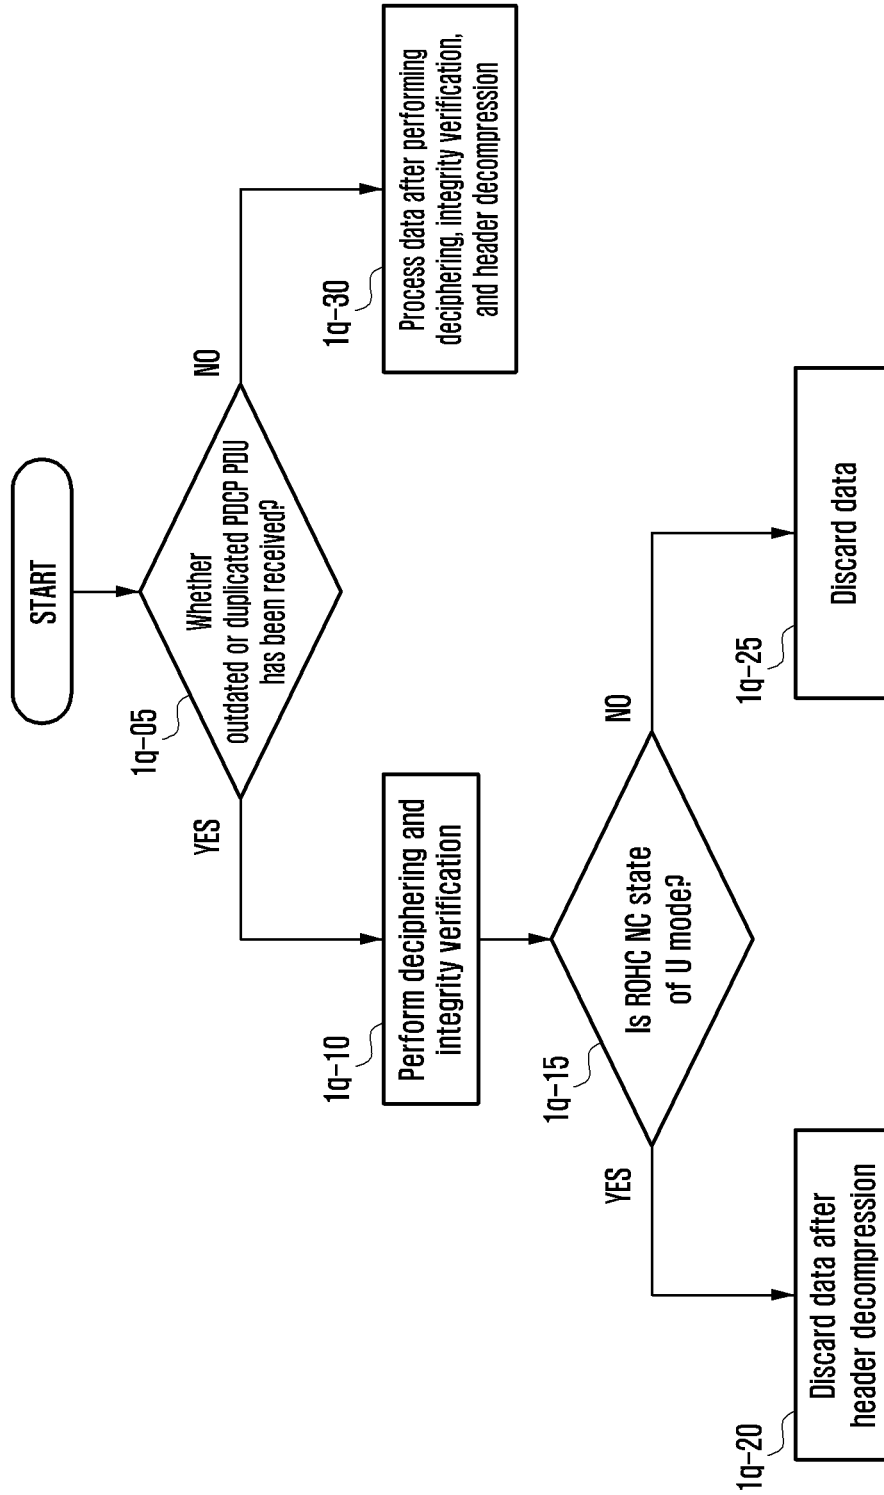 START
1q-05
Whether
outdated or duplicated PDCP PDU
has been received?
YES
NO
1q-10
Perform deciphering and
integrity verification
1q-30
Process data after performing
deciphering, integrity verification,
and header decompression
1q-15
Is ROHC NC state
of U mode?
YES
NO
1q-20
Discard data after
header decompression
1q-25
Discard data